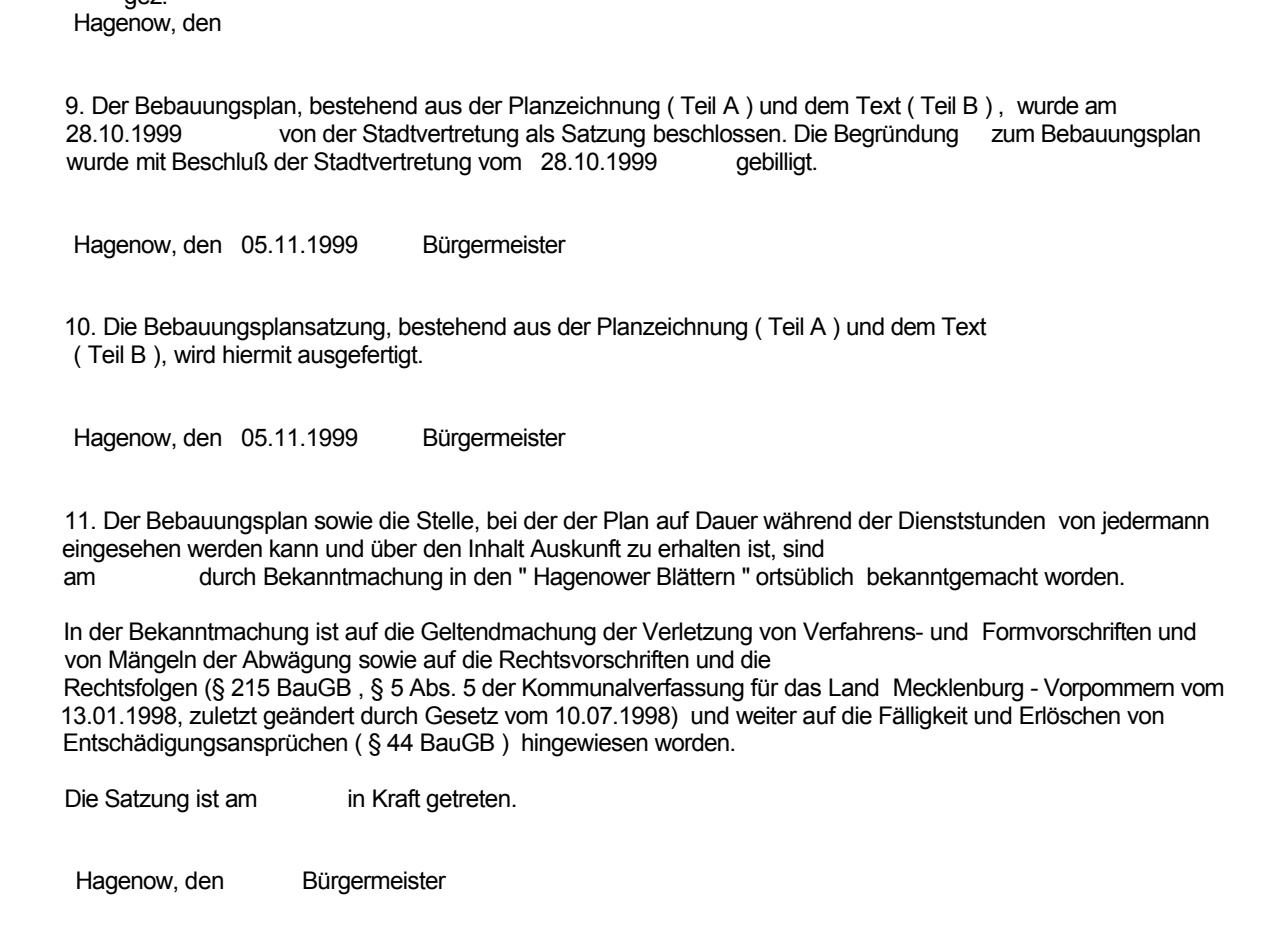 gez.
Hagenow, den
9. Der Bebauungsplan, bestehend aus der Planzeichnung ( Teil A ) und dem Text ( Teil B ) , wurde am
28.10.1999 von der Stadtvertretung als Satzung beschlossen. Die Begründung zum Bebauungsplan
wurde mit Beschluß der Stadtvertretung vom 28.10.1999 gebilligt.
Hagenow, den 05.11.1999 Bürgermeister
10. Die Bebauungsplansatzung, bestehend aus der Planzeichnung ( Teil A ) und dem Text
( Teil B ), wird hiermit ausgefertigt.
Hagenow, den 05.11.1999 Bürgermeister
11. Der Bebauungsplan sowie die Stelle, bei der der Plan auf Dauer während der Dienststunden von jedermann
eingesehen werden kann und über den Inhalt Auskunft zu erhalten ist, sind
am durch Bekanntmachung in den " Hagenower Blättern " ortsüblich bekanntgemacht worden.
In der Bekanntmachung ist auf die Geltendmachung der Verletzung von Verfahrens- und Formvorschriften und
von Mängeln der Abwägung sowie auf die Rechtsvorschriften und die
Rechtsfolgen (§ 215 BauGB , § 5 Abs. 5 der Kommunalverfassung für das Land Mecklenburg - Vorpommern vom
13.01.1998, zuletzt geändert durch Gesetz vom 10.07.1998) und weiter auf die Fälligkeit und Erlöschen von
Entschädigungsansprüchen ( § 44 BauGB ) hingewiesen worden.
Die Satzung ist am in Kraft getreten.
Hagenow, den Bürgermeister